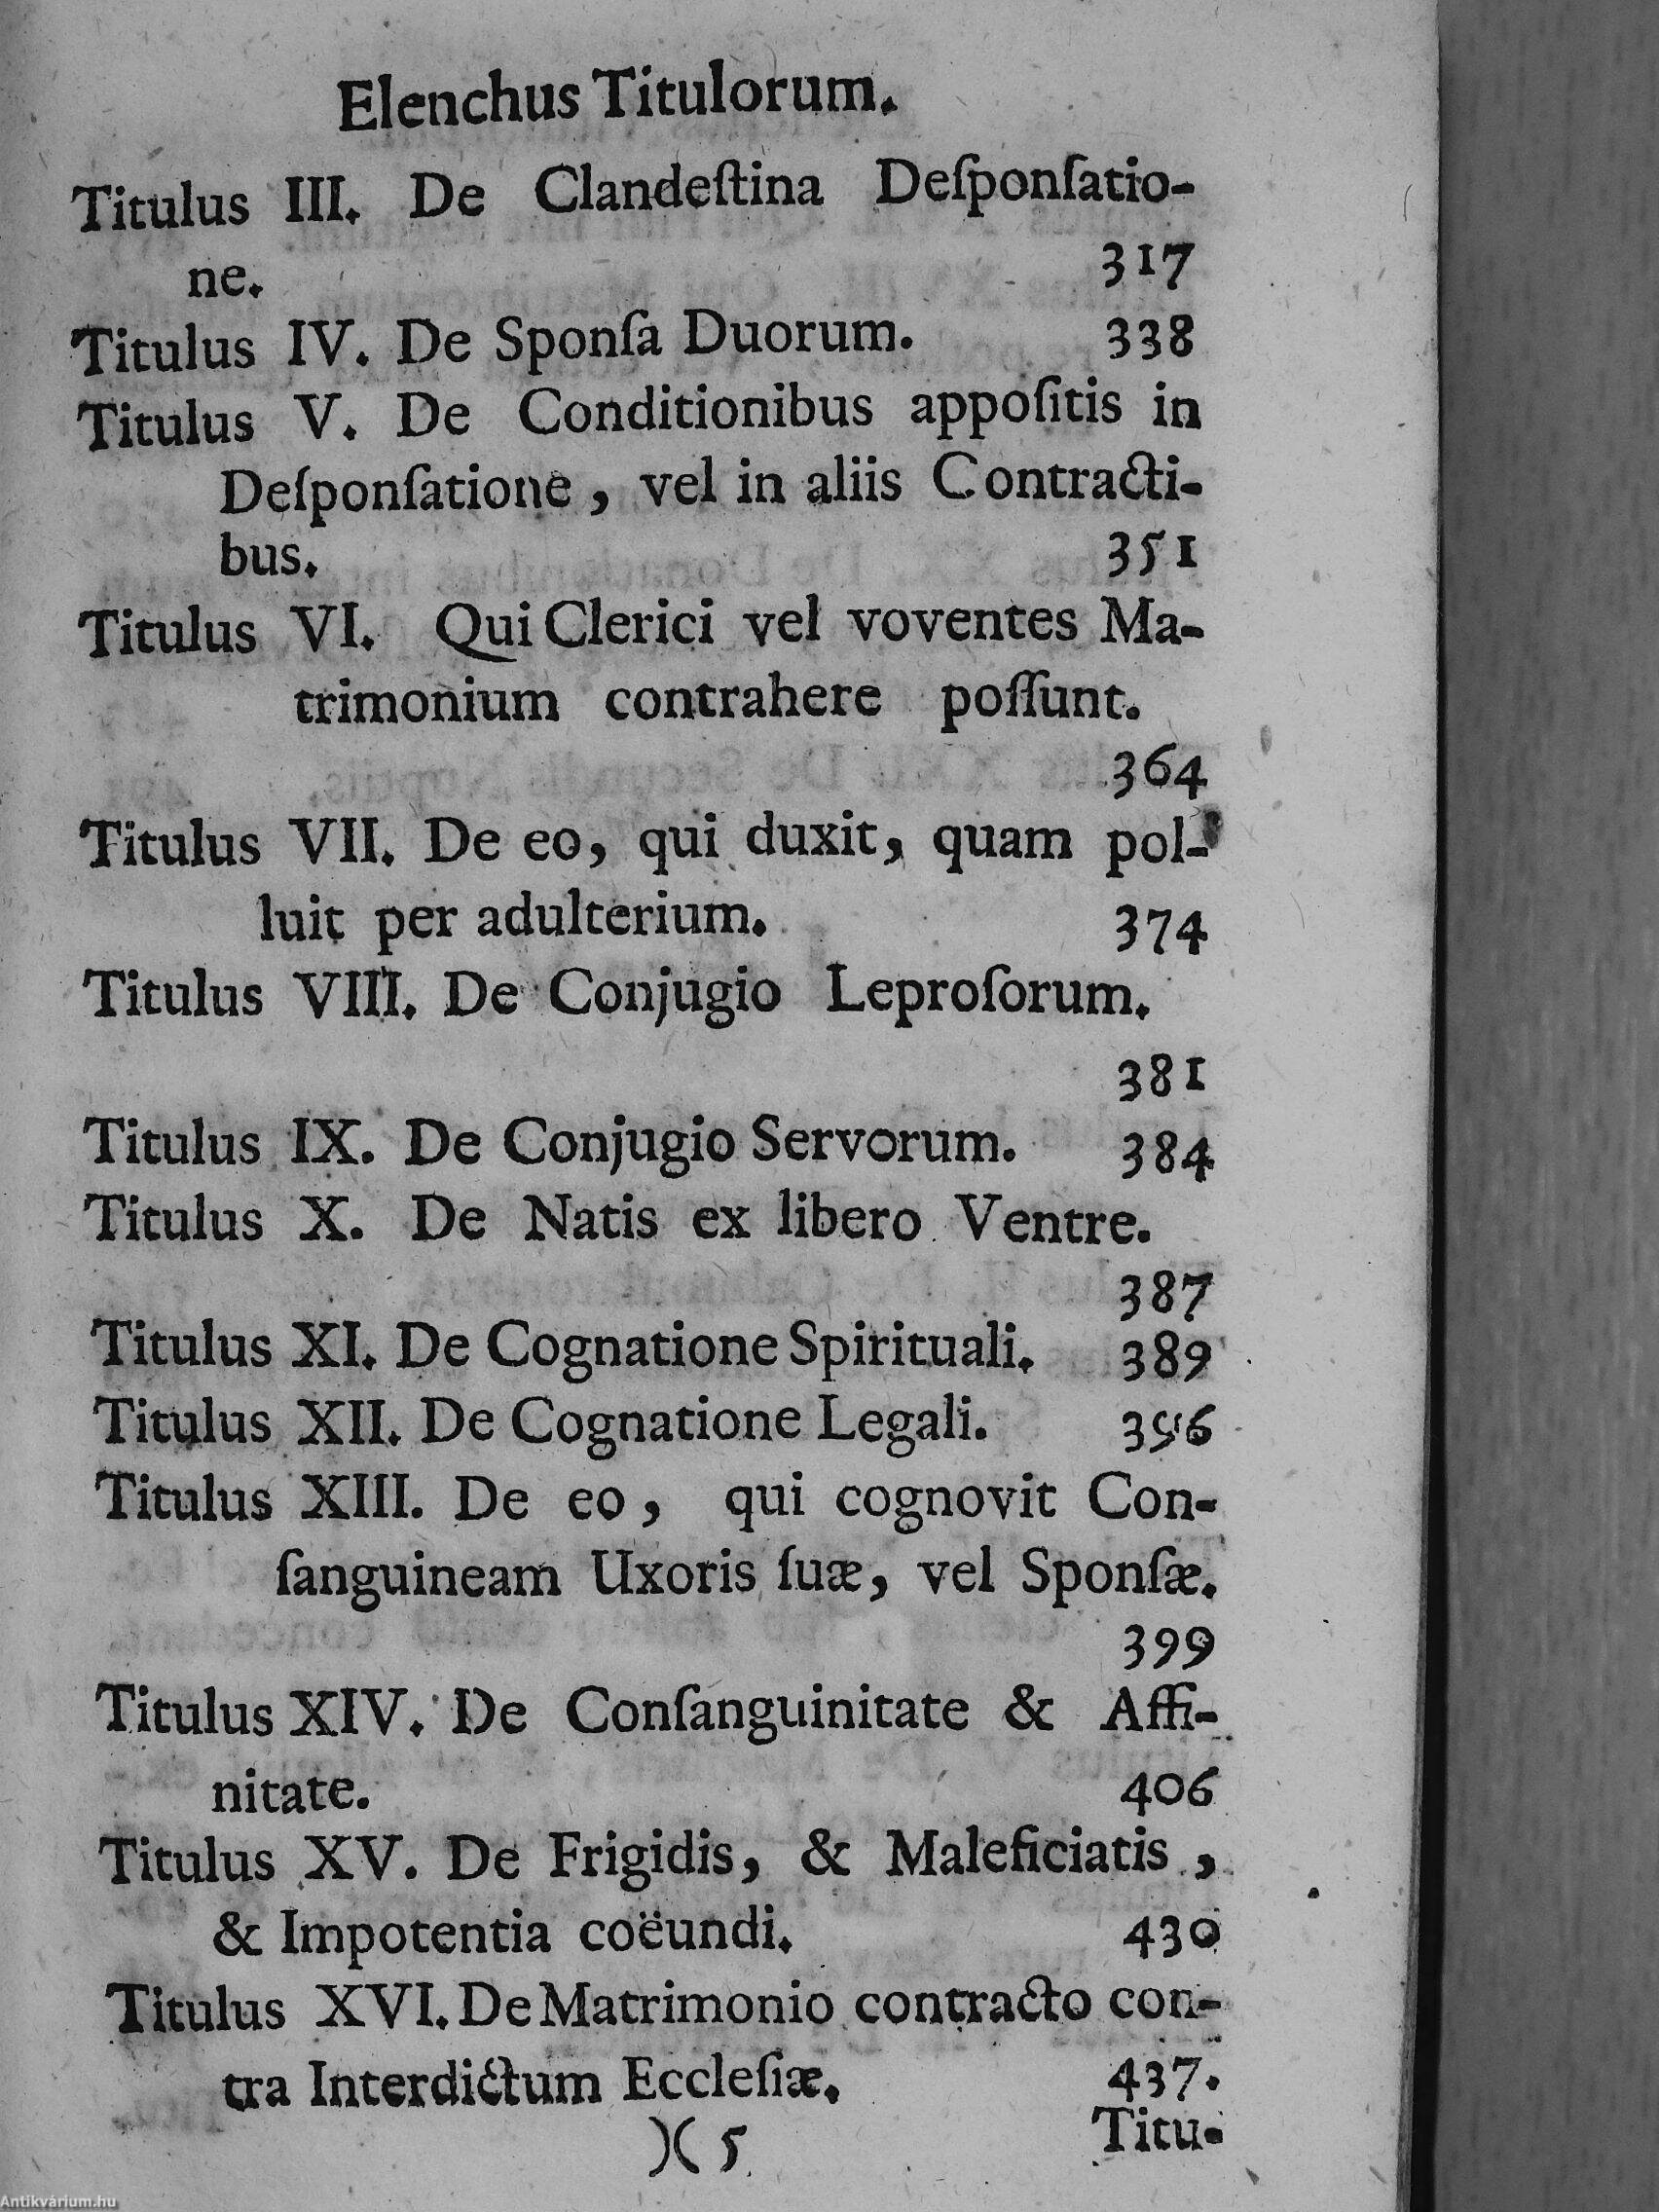 Elenchus Titulorum.
Titulus III. De Clandeſtina Deſponſatio-
ne. 317
Titulus IV. De Sponſa Duorum. 338
Titulus V. De Conditionibus appoſitis in
Deſponſatione, vel in aliis Contracti-
bus. 351
Titulus VI. Qui Clerici vel voventes Ma-
trimonium contrahere poſſunt.
364
Titulus VII. De eo, qui duxit, quam pol-
luit per adulterium. 374
Titulus VIII. De Conjugio Leproſorum.
381
Titulus IX. De Conjugio Servorum. 384
Titulus X. De Natis ex libero Ventre.
387
Titulus XI. De Cognatione Spirituali. 389
Titulus XII. De Cognatione Legali. 396
Titulus XIII. De eo, qui cognovit Con-
ſanguineam Uxoris ſuæ, vel Sponſæ.
399
Titulus XIV. De Conſanguinitate & Affi-
nitate. 406
Titulus XV. De Frigidis, & Maleficiatis,
& Impotentia coëundi. 430
Titulus XVI. De Matrimonio contracto con-
tra Interdictum Eccleſiæ. 437.
)( 5 Titu-
Antikvárium.hu